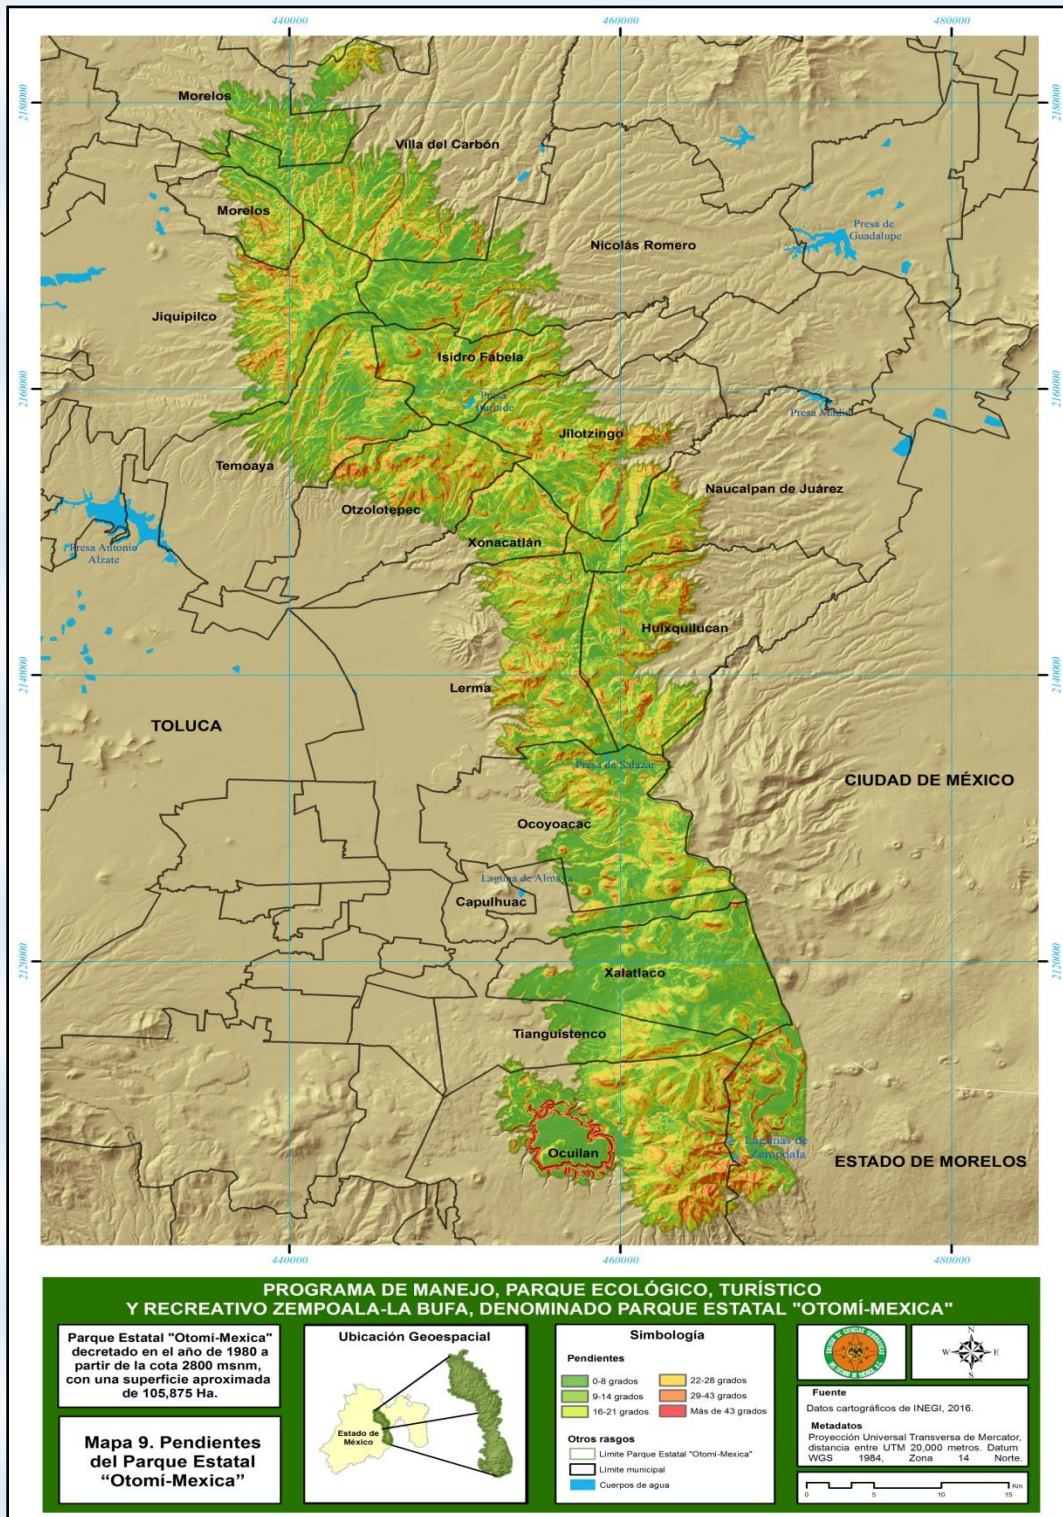 440000
460000
480000
2180000
2180000
Morelos
Villa del Carbón
Morelos
Nicolás Romero
Presa de
Guadalupe
Jiquipilco
Isidro Fabela
2160000
2160000
Presa
Iturbide
Presa Madín
Jilotzingo
Temoaya
Otzolotepec
Naucalpan de Juárez
Xonacatlán
Presa Antonio
Alzate
Huixquilucan
2140000
2140000
Lerma
TOLUCA
Presa de Salazar
CIUDAD DE MÉXICO
Ocoyoacac
Laguna de Almaya
Capulhuac
2120000
2120000
Xalatlaco
Tianguistenco
Lagunas de
Zempoala
Ocuilan
ESTADO DE MORELOS
440000
460000
480000
PROGRAMA DE MANEJO, PARQUE ECOLÓGICO, TURÍSTICO
Y RECREATIVO ZEMPOALA-LA BUFA, DENOMINADO PARQUE ESTATAL "OTOMÍ-MEXICA"
Parque Estatal "Otomí-Mexica"
decretado en el año de 1980 a
partir de la cota 2800 msnm,
con una superficie aproximada
de 105,875 Ha.
Mapa 9. Pendientes
del Parque Estatal
“Otomí-Mexica”
Ubicación Geoespacial
Estado de
México
Simbología
Pendientes
0-8 grados
9-14 grados
16-21 grados
22-28 grados
29-43 grados
Más de 43 grados
Otros rasgos
Límite Parque Estatal "Otomí-Mexica"
Límite municipal
Cuerpos de agua
N
W
E
S
Fuente
Datos cartográficos de INEGI, 2016.
Metadatos
Proyección Universal Transversa de Mercator,
distancia entre UTM 20,000 metros. Datum
WGS 1984, Zona 14 Norte.
Km
0 5 10 15